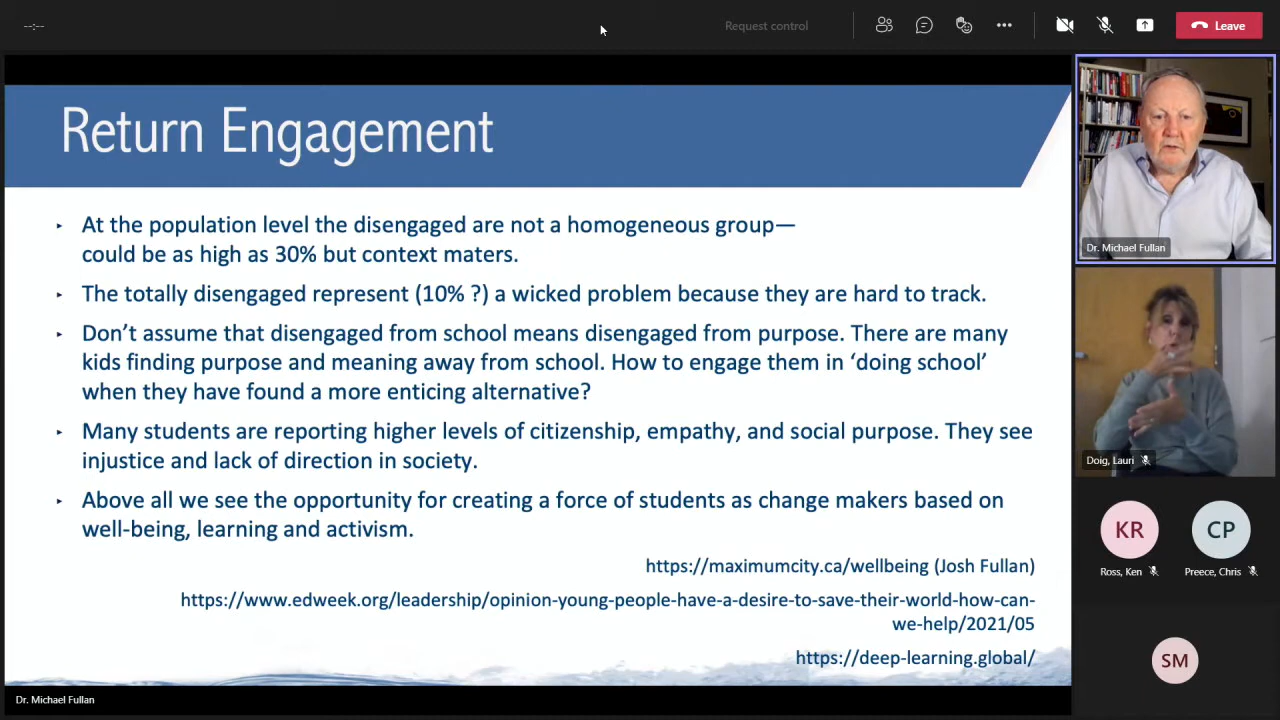 --:--
Request control
Leave
Return Engagement
‣ At the population level the disengaged are not a homogeneous group—
could be as high as 30% but context maters.
‣ The totally disengaged represent (10% ?) a wicked problem because they are hard to track.
‣ Don’t assume that disengaged from school means disengaged from purpose. There are many
kids finding purpose and meaning away from school. How to engage them in ‘doing school’
when they have found a more enticing alternative?
‣ Many students are reporting higher levels of citizenship, empathy, and social purpose. They see
injustice and lack of direction in society.
‣ Above all we see the opportunity for creating a force of students as change makers based on
well-being, learning and activism.
https://maximumcity.ca/wellbeing (Josh Fullan)
https://www.edweek.org/leadership/opinion-young-people-have-a-desire-to-save-their-world-how-can-
we-help/2021/05
https://deep-learning.global/
Dr. Michael Fullan
Dr. Michael Fullan
Doig, Lauri
KR
Ross, Ken
CP
Preece, Chris
SM